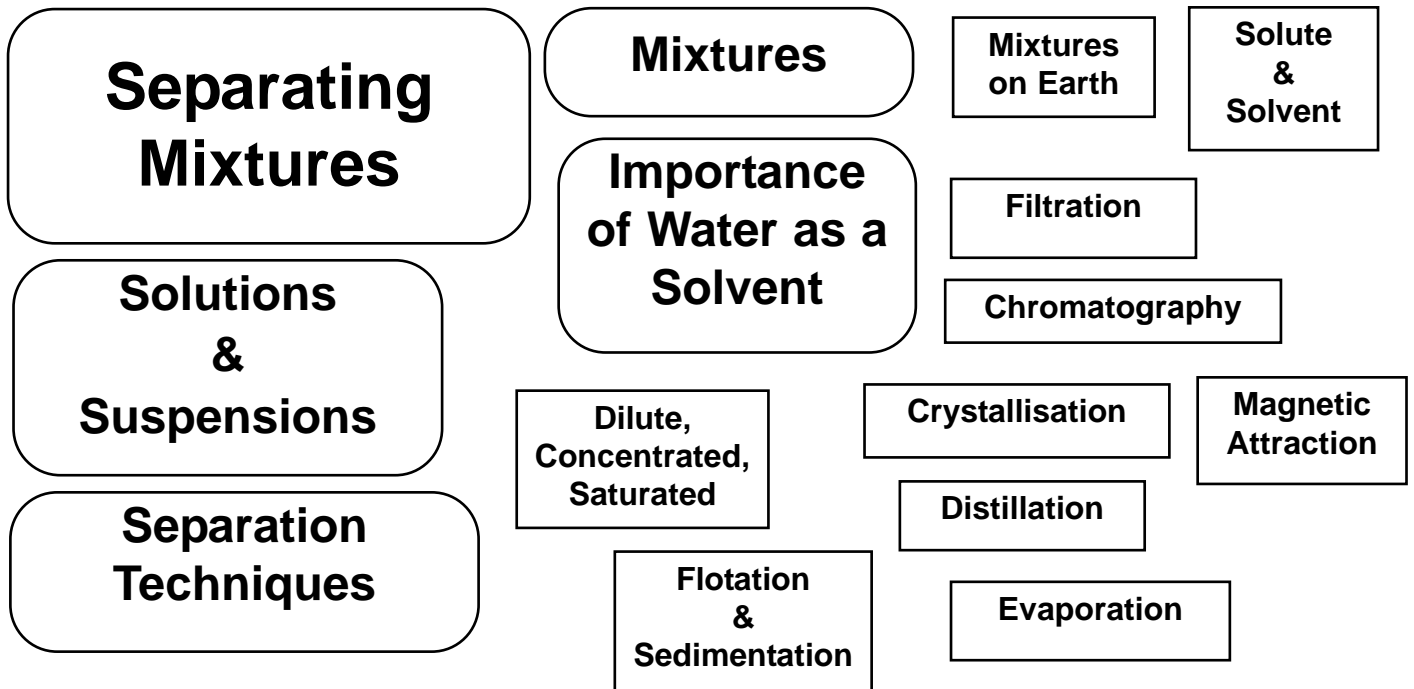 Separating
Mixtures
Mixtures
Mixtures
on Earth
Solute
&
Solvent
Importance
of Water as a
Solvent
Filtration
Solutions
&
Suspensions
Chromatography
Dilute,
Concentrated,
Saturated
Crystallisation
Magnetic
Attraction
Separation
Techniques
Distillation
Flotation
&
Sedimentation
Evaporation